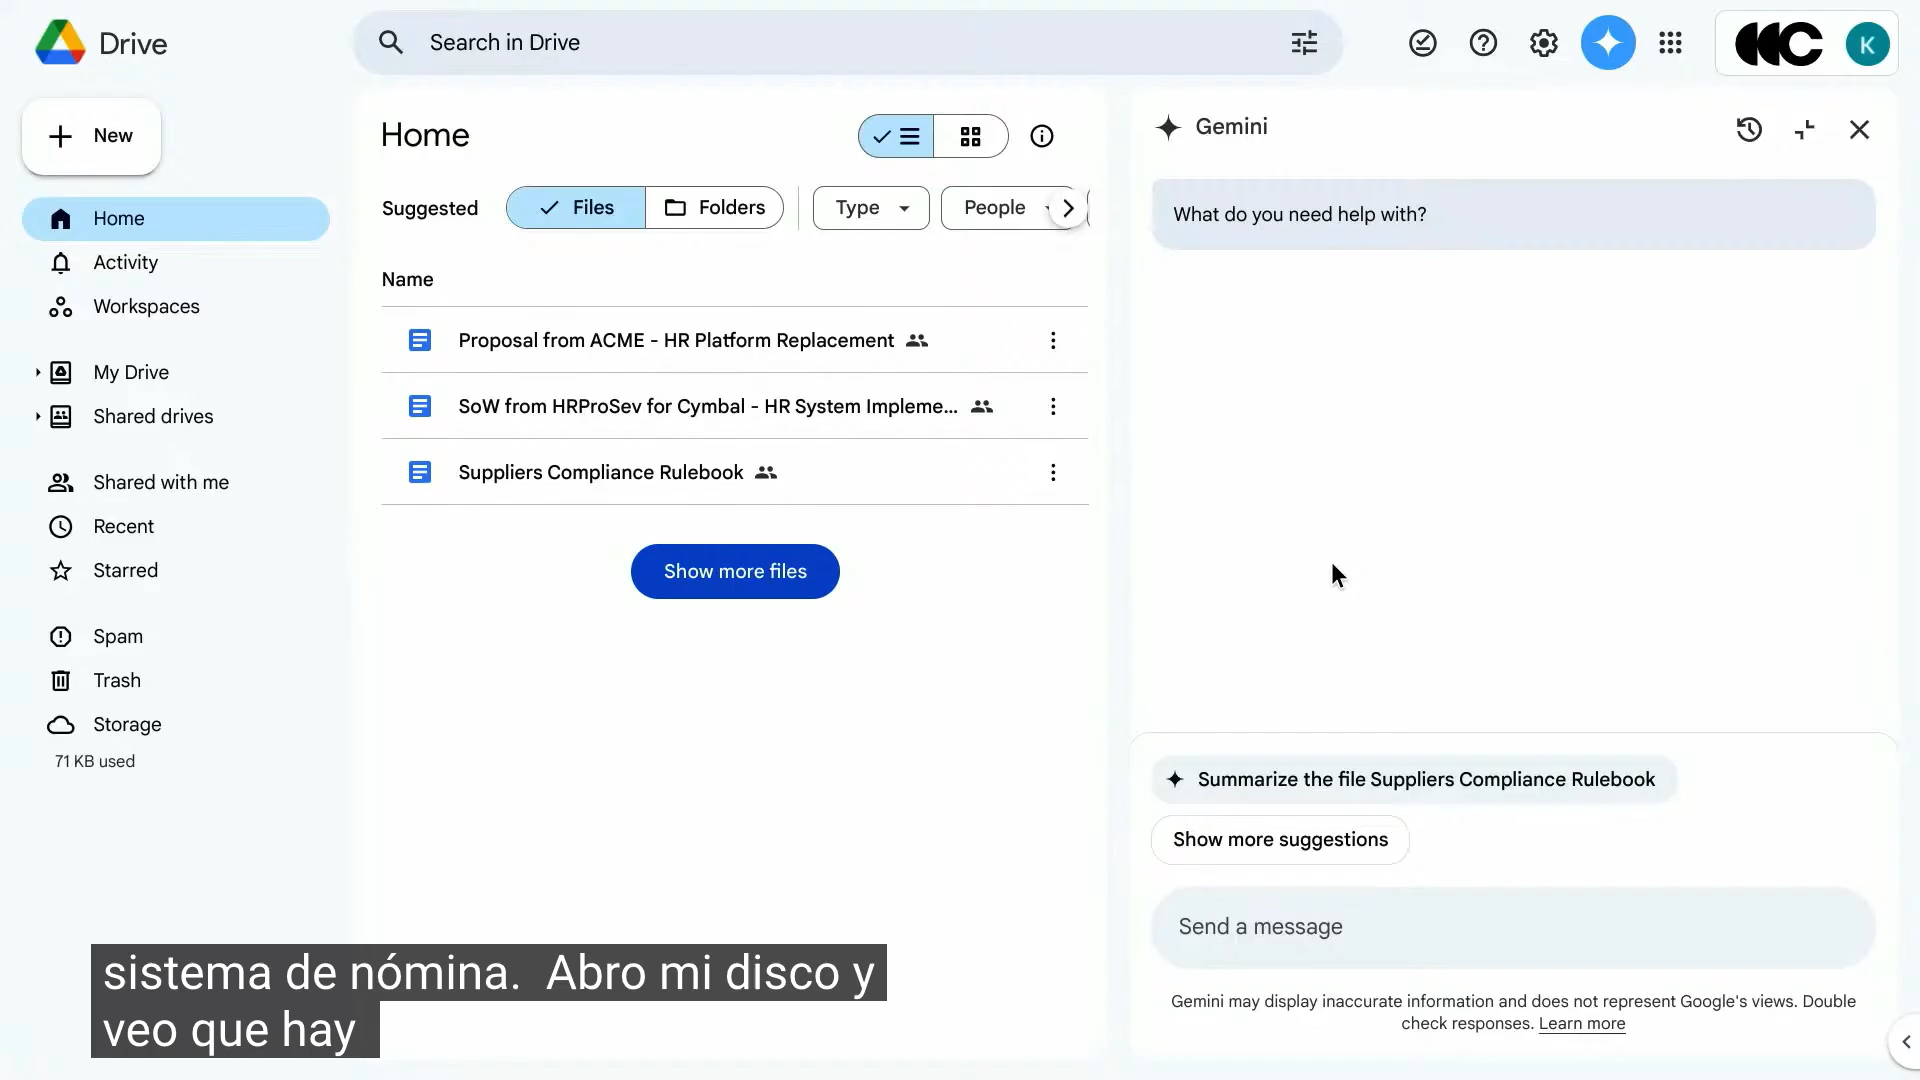 Drive
Search in Drive
K
New
Home
Activity
Workspaces
My Drive
Shared drives
Shared with me
Recent
Starred
Spam
Trash
Storage
71 KB used
Home
Suggested
Files
Folders
Type
People
Name
Proposal from ACME - HR Platform Replacement
SoW from HRProSev for Cymbal - HR System Impleme...
Suppliers Compliance Rulebook
Show more files
Gemini
What do you need help with?
Summarize the file Suppliers Compliance Rulebook
Show more suggestions
Send a message
Gemini may display inaccurate information and does not represent Google's views. Double
check responses. Learn more
sistema de nómina. Abro mi disco y
veo que hay